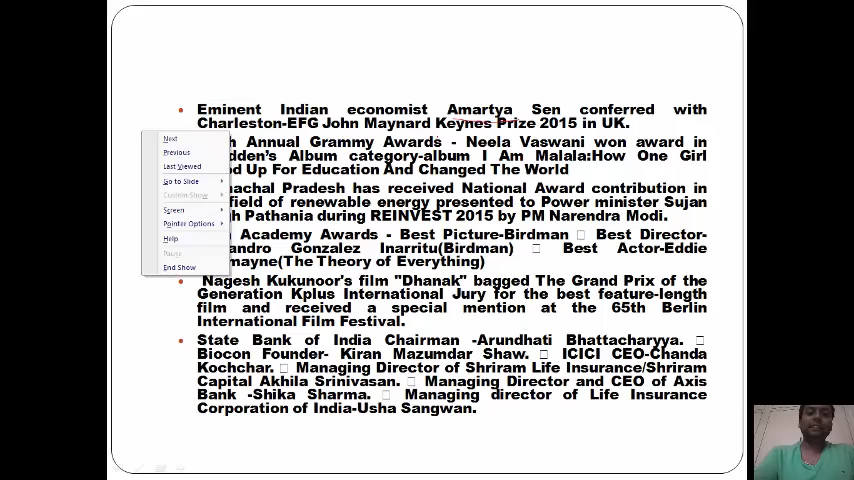 Eminent Indian economist Amartya Sen conferred with
Charleston-EFG John Maynard Keynes Prize 2015 in UK.
Annual Grammy Awards - Neela Vaswani won award in
Album category-album I Am Malala:How One Girl
Up For Education And Changed The World
Pradesh has received National Award contribution in
field of renewable energy presented to Power minister Sujan
Pathania during REINVEST 2015 by PM Narendra Modi.
Academy Awards - Best Picture-Birdman □ Best Director-
Gonzalez Inarritu(Birdman) □ Best Actor-Eddie
(The Theory of Everything)
Nagesh Kukunoor's film "Dhanak" bagged The Grand Prix of the
Generation Kplus International Jury for the best feature-length
film and received a special mention at the 65th Berlin
International Film Festival.
State Bank of India Chairman -Arundhati Bhattacharyya. □
Biocon Founder- Kiran Mazumdar Shaw. □ ICICI CEO-Chanda
Kochchar. □ Managing Director of Shriram Life Insurance/Shriram
Capital Akhila Srinivasan. □ Managing Director and CEO of Axis
Bank -Shika Sharma. □ Managing director of Life Insurance
Corporation of India-Usha Sangwan.
Next
Previous
Last Viewed
Go to Slide
Custom Show
Screen
Pointer Options
Help
Pause
End Show